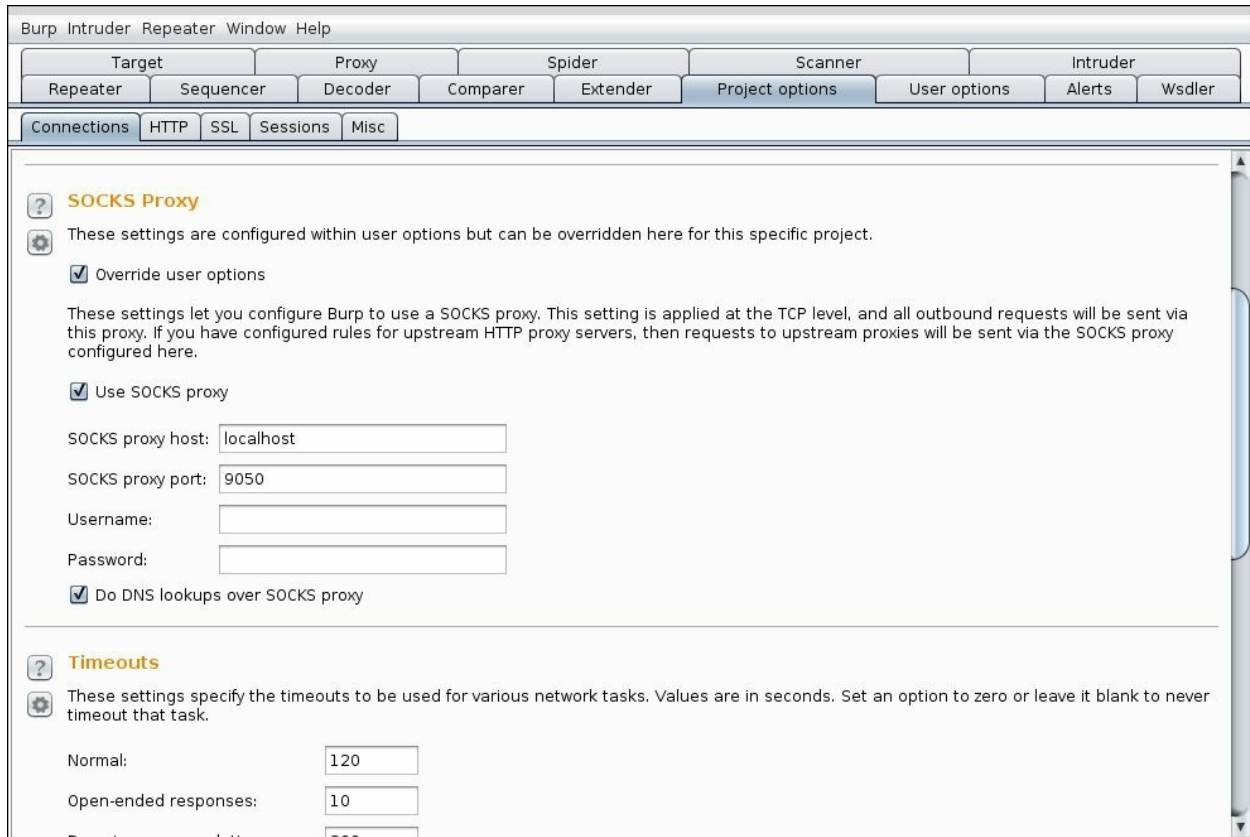 Burp Intruder Repeater Window Help
Target Proxy Spider Scanner Intruder
Repeater Sequencer Decoder Comparer Extender Project options User options Alerts Wsdler
Connections HTTP SSL Sessions Misc
? SOCKS Proxy
These settings are configured within user options but can be overridden here for this specific project.
Override user options
These settings let you configure Burp to use a SOCKS proxy. This setting is applied at the TCP level, and all outbound requests will be sent via
this proxy. If you have configured rules for upstream HTTP proxy servers, then requests to upstream proxies will be sent via the SOCKS proxy
configured here.
Use SOCKS proxy
SOCKS proxy host: localhost
SOCKS proxy port: 9050
Username:
Password:
Do DNS lookups over SOCKS proxy
? Timeouts
These settings specify the timeouts to be used for various network tasks. Values are in seconds. Set an option to zero or leave it blank to never
timeout that task.
Normal: 120
Open-ended responses: 10